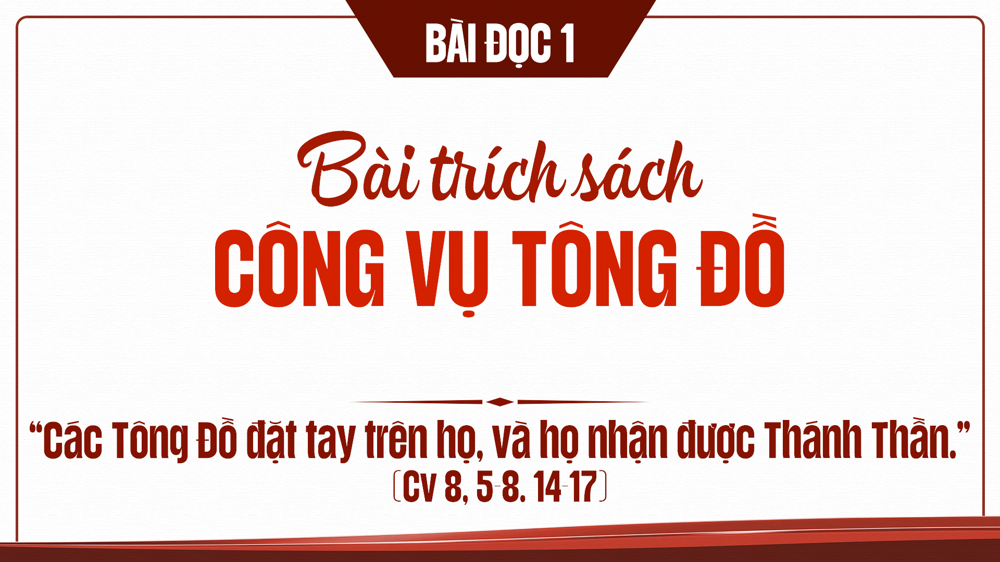 BÀI ĐỌC 1
Bài trích sách
CÔNG VỤ TÔNG ĐỒ
“Các Tông Đồ đặt tay trên họ, và họ nhận được Thánh Thần.”
(Cv 8, 5-8. 14-17)